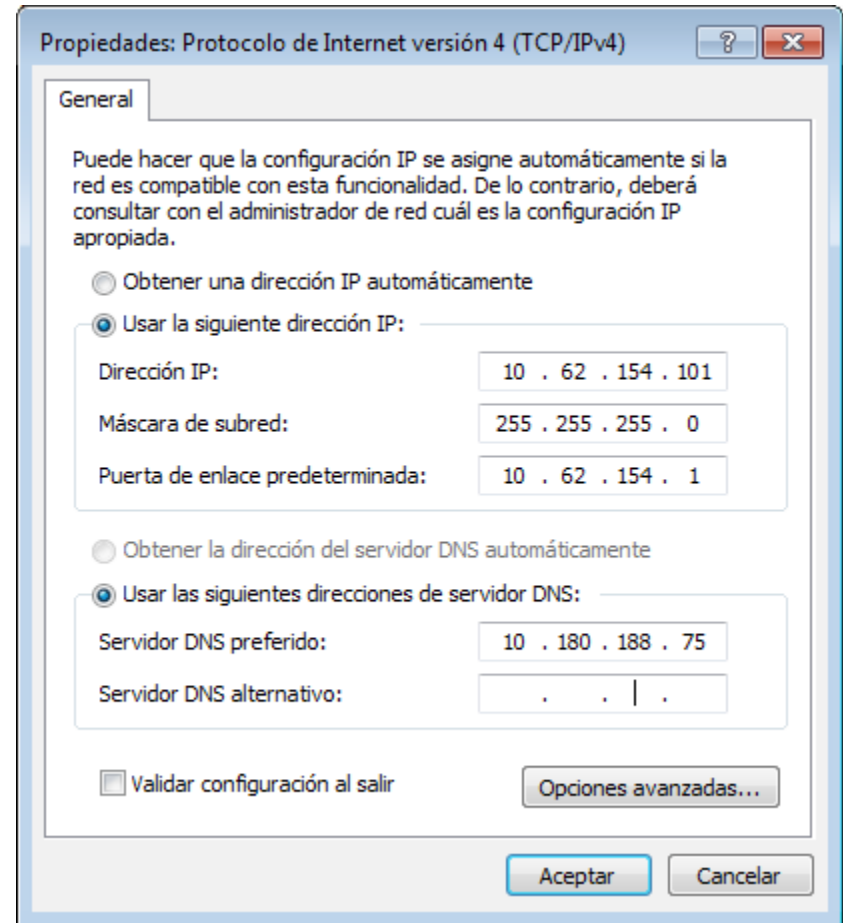 Propiedades: Protocolo de Internet versión 4 (TCP/IPv4)
General
Puede hacer que la configuración IP se asigne automáticamente si la
red es compatible con esta funcionalidad. De lo contrario, deberá
consultar con el administrador de red cuál es la configuración IP
apropiada.
Obtener una dirección IP automáticamente
Usar la siguiente dirección IP:
Dirección IP: 10 . 62 . 154 . 101
Máscara de subred: 255 . 255 . 255 . 0
Puerta de enlace predeterminada: 10 . 62 . 154 . 1
Obtener la dirección del servidor DNS automáticamente
Usar las siguientes direcciones de servidor DNS:
Servidor DNS preferido: 10 . 180 . 188 . 75
Servidor DNS alternativo: . . .
Validar configuración al salir
Opciones avanzadas...
Aceptar Cancelar